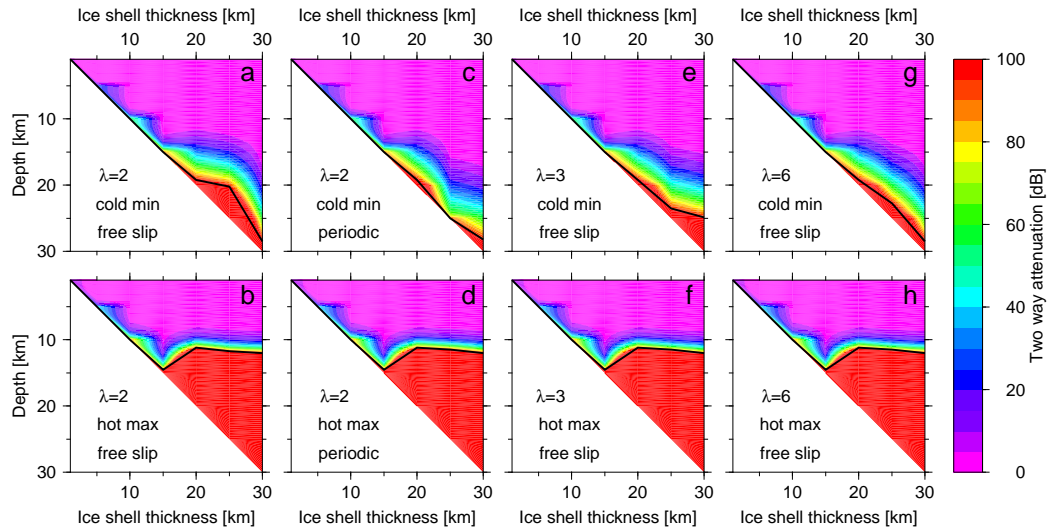 Ice shell thickness [km] Ice shell thickness [km] Ice shell thickness [km] Ice shell thickness [km]
10 20 30 10 20 30 10 20 30 10 20 30
a c e g
Depth [km]
10
20
30
λ=2
cold min
free slip
λ=2
cold min
periodic
λ=3
cold min
free slip
λ=6
cold min
free slip
b d f h
Depth [km]
10
20
30
λ=2
hot max
free slip
λ=2
hot max
periodic
λ=3
hot max
free slip
λ=6
hot max
free slip
10 20 30 10 20 30 10 20 30 10 20 30
Ice shell thickness [km] Ice shell thickness [km] Ice shell thickness [km] Ice shell thickness [km]
100
80
60
40
20
0
Two way attenuation [dB]